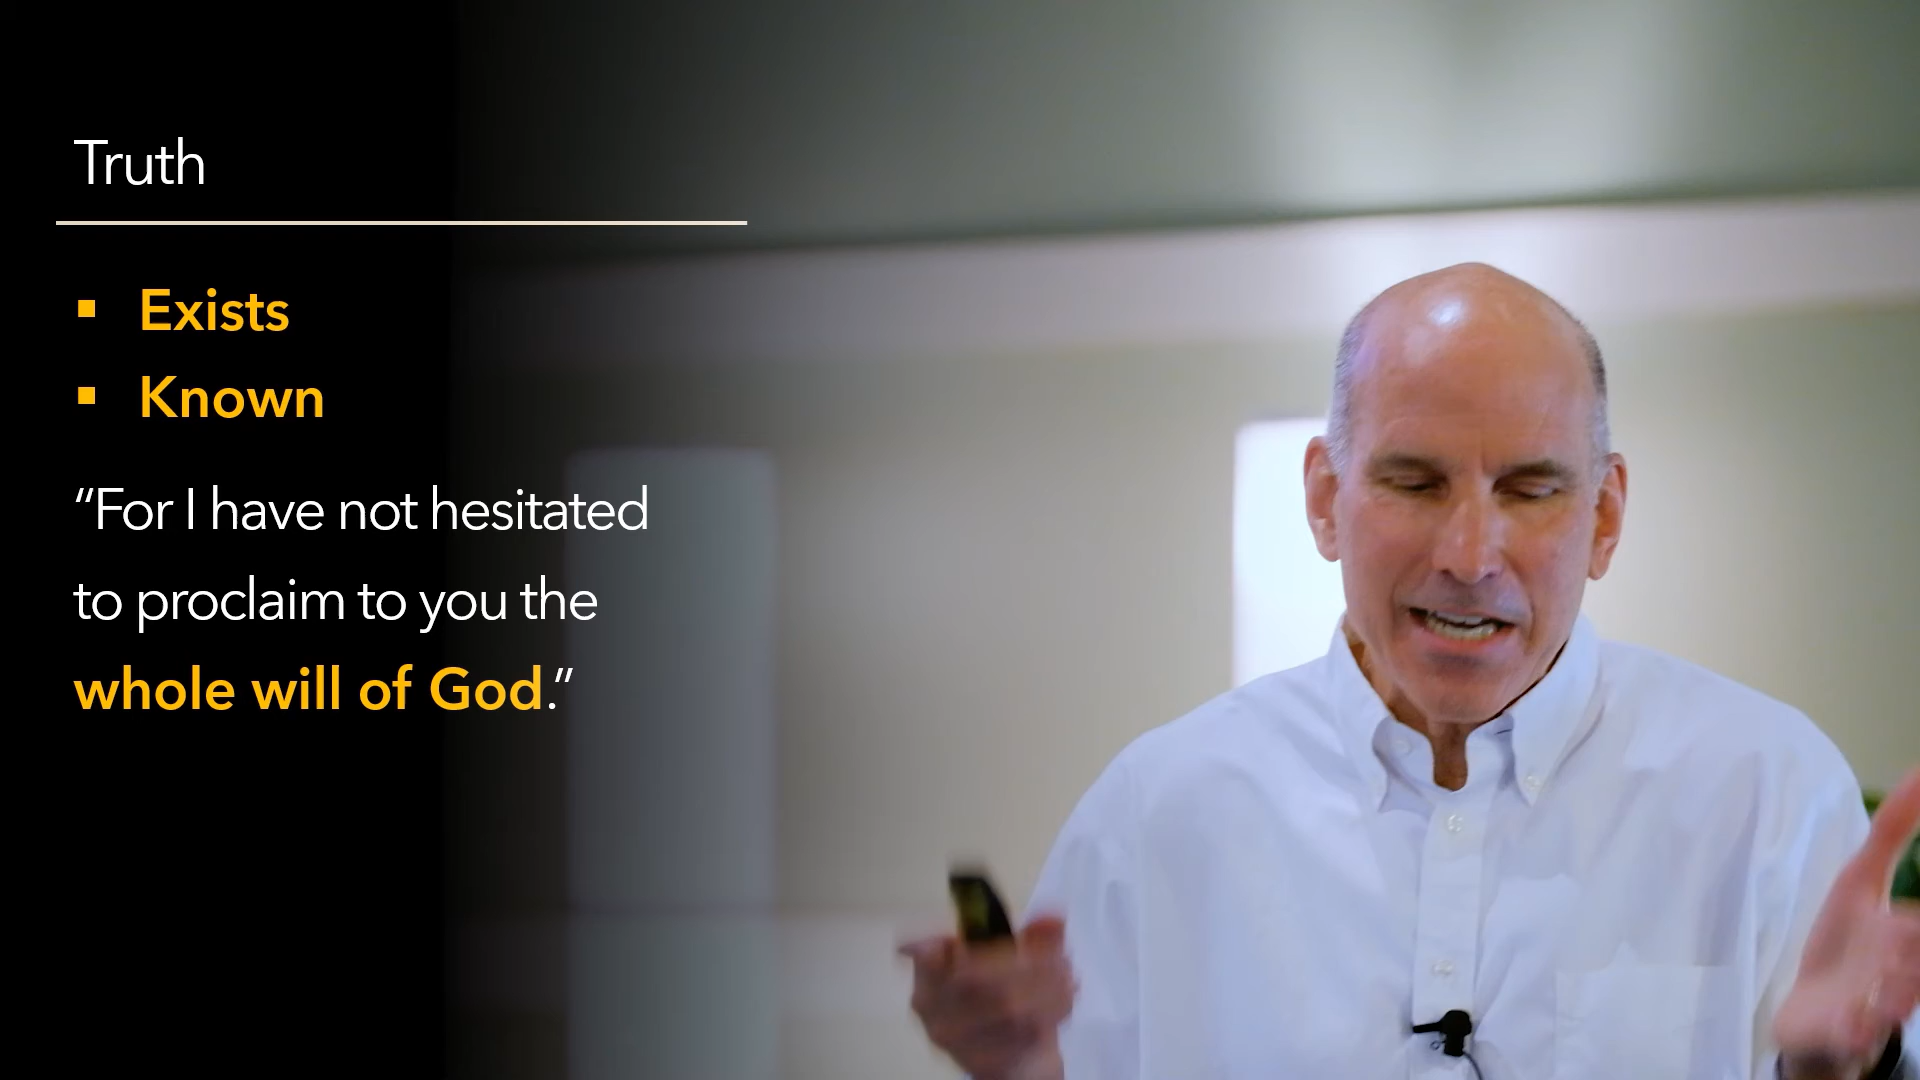 Truth
▪ Exists
▪ Known
“For I have not hesitated
to proclaim to you the
whole will of God.”